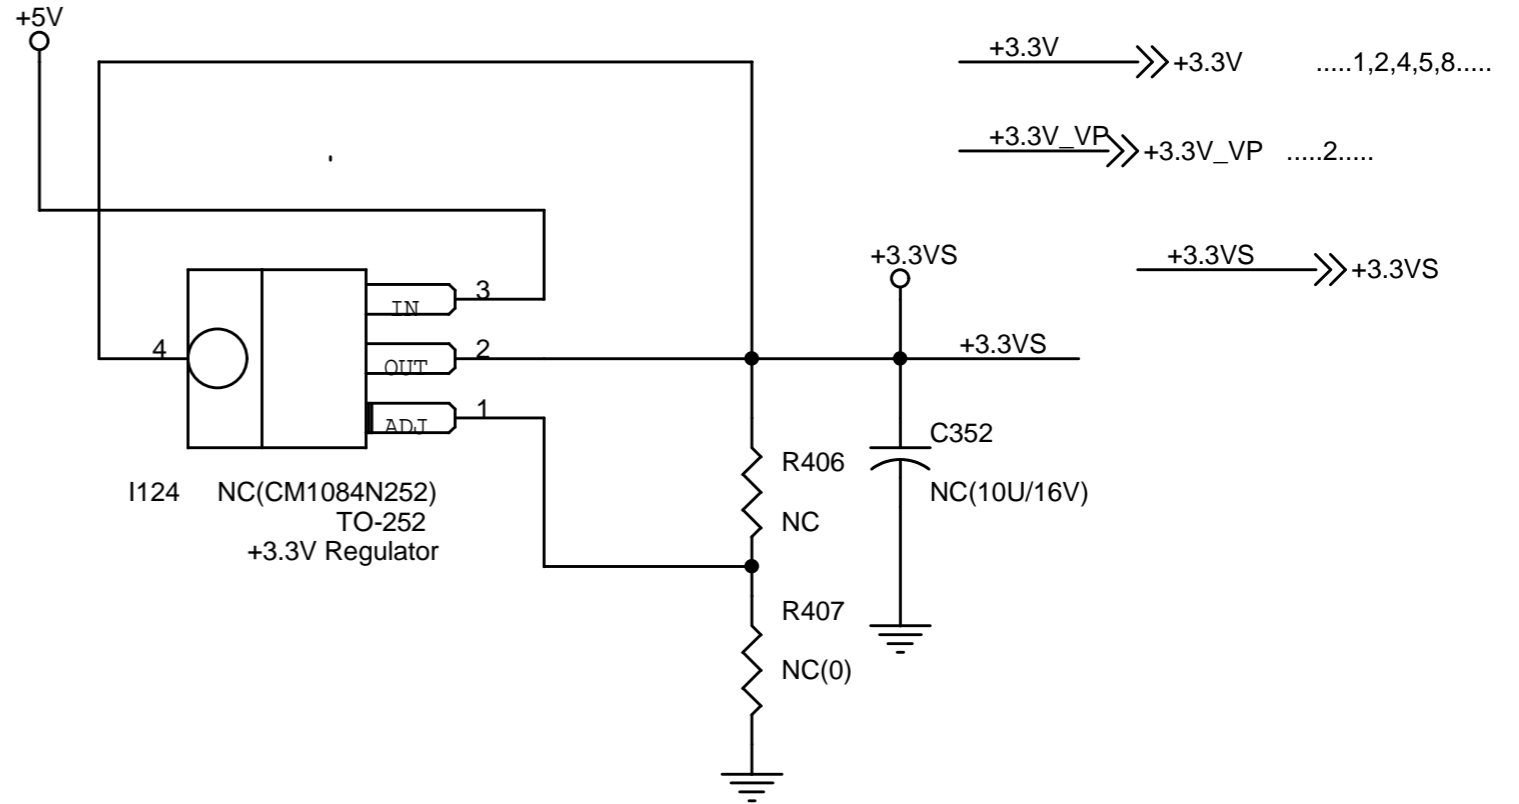 +5V
+3.3V
+3.3V
.....1,2,4,5,8.....
+3.3V_VP
+3.3V_VP
.....2.....
+3.3VS
+3.3VS
+3.3VS
+3.3VS
IN
3
4
OUT
2
ADJ
1
I124
NC(CM1084N252)
TO-252
+3.3V Regulator
R406
NC
C352
NC(10U/16V)
R407
NC(0)